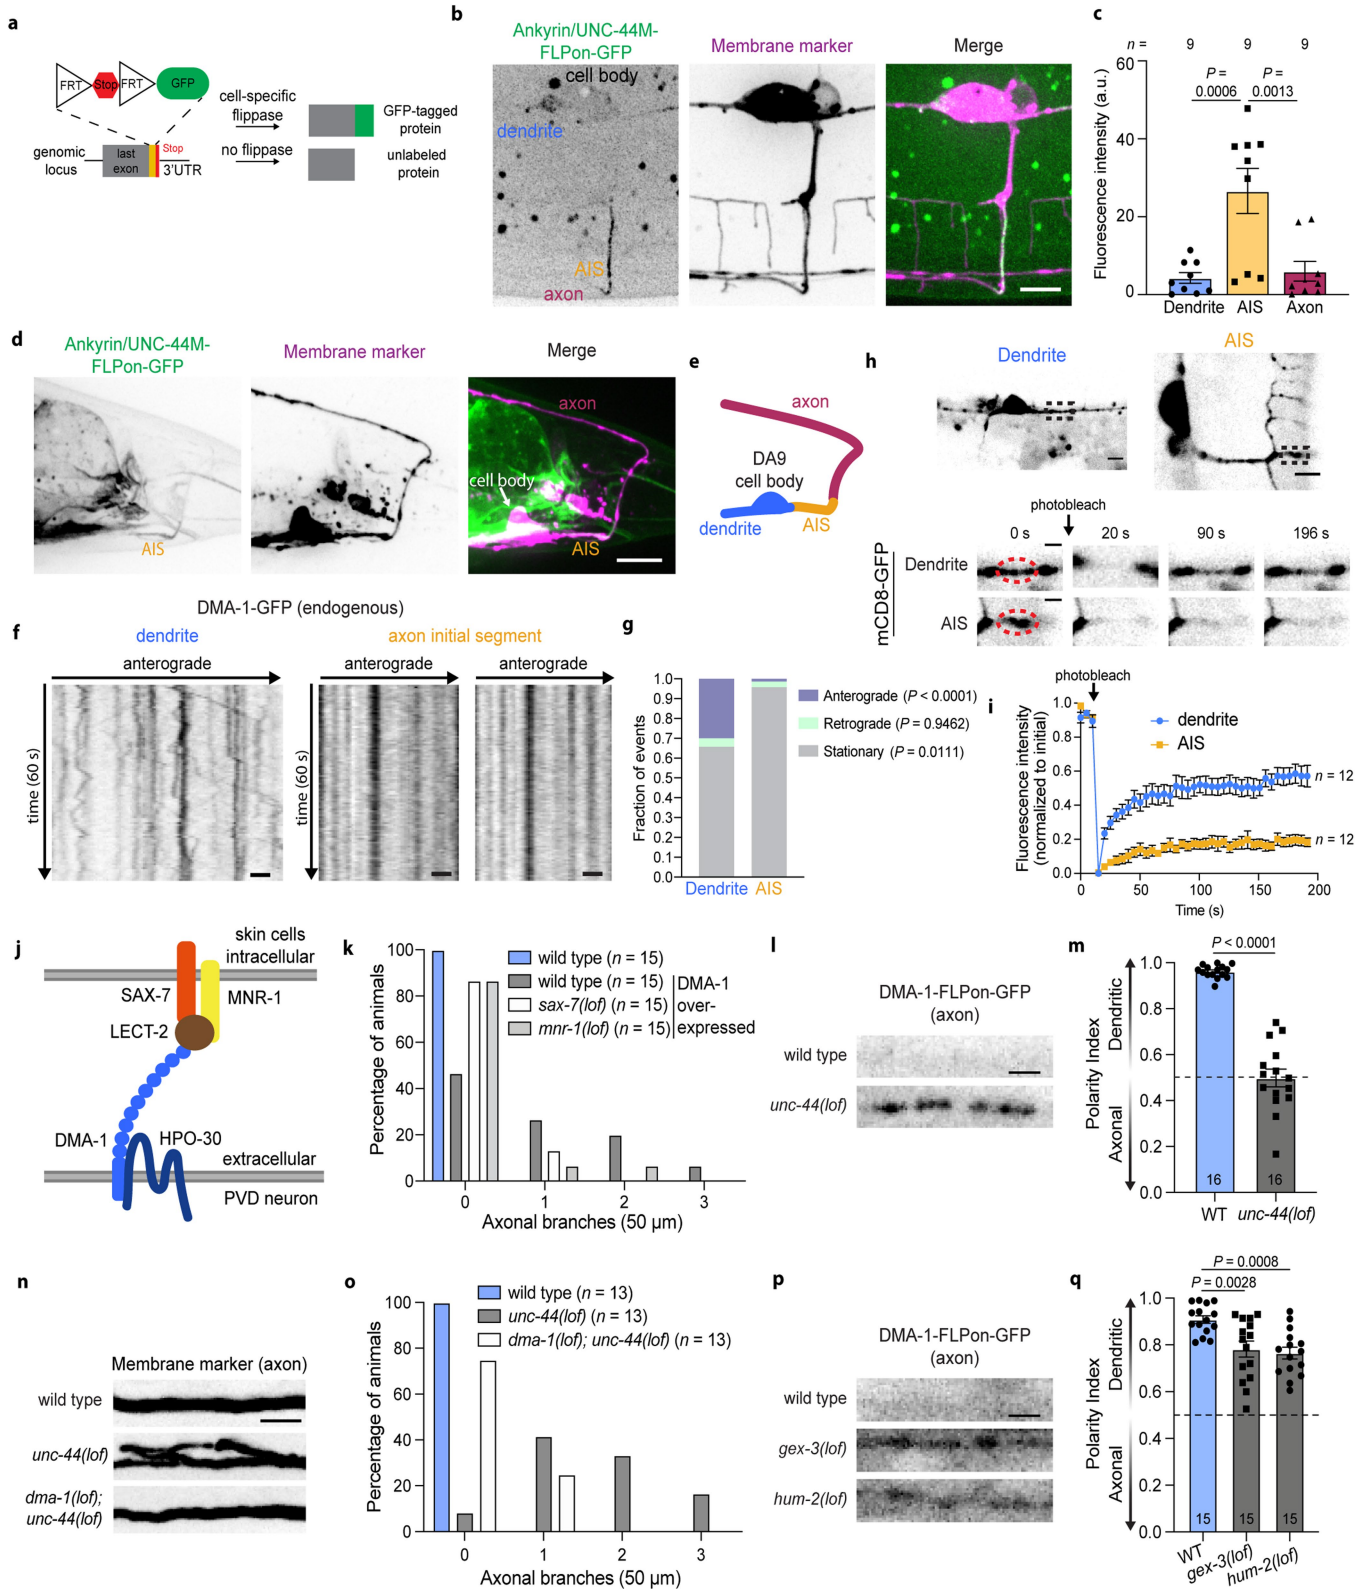 a
FRT
Stop
FRT
GFP
genomic
locus
last
exon
Stop
3'UTR
cell-specific
flippase
no flippase
GFP-tagged
protein
unlabeled
protein
b
Ankyrin/UNC-44M-
FLPon-GFP
Membrane marker
Merge
cell body
dendrite
AIS
axon
c
n =
9
9
9
P =
0.0006
P =
0.0013
Fluorescence intensity (a.u.)
60
40
20
0
Dendrite
AIS
Axon
d
Ankyrin/UNC-44M-
FLPon-GFP
Membrane marker
Merge
AIS
axon
cell body
AIS
e
axon
DA9
cell body
dendrite
AIS
h
Dendrite
AIS
photobleach
0 s
20 s
90 s
196 s
mCD8-GFP
Dendrite
AIS
DMA-1-GFP (endogenous)
f
dendrite
axon initial segment
anterograde
anterograde
anterograde
time (60 s)
time (60 s)
g
Fraction of events
1.0
0.9
0.8
0.7
0.6
0.5
0.4
0.3
0.2
0.1
0.0
Dendrite
AIS
Anterograde (P < 0.0001)
Retrograde (P = 0.9462)
Stationary (P = 0.0111)
i
photobleach
Fluorescence intensity
(normalized to initial)
1.0
0.8
0.6
0.4
0.2
0.0
dendrite
AIS
n = 12
n = 12
0
50
100
150
200
Time (s)
j
skin cells
intracellular
SAX-7
MNR-1
LECT-2
DMA-1
HPO-30
extracellular
PVD neuron
k
Percentage of animals
100
80
60
40
20
0
0
1
2
3
Axonal branches (50 µm)
wild type (n = 15)
wild type (n = 15)
sax-7(lof) (n = 15)
mnr-1(lof) (n = 15)
DMA-1
over-
expressed
l
DMA-1-FLPon-GFP
(axon)
wild type
unc-44(lof)
m
P < 0.0001
Polarity Index
Axonal
Dendritic
1.0
0.8
0.6
0.4
0.2
0.0
16
16
WT
unc-44(lof)
n
Membrane marker (axon)
wild type
unc-44(lof)
dma-1(lof);
unc-44(lof)
o
Percentage of animals
100
80
60
40
20
0
0
1
2
3
Axonal branches (50 µm)
wild type (n = 13)
unc-44(lof) (n = 13)
dma-1(lof); unc-44(lof) (n = 13)
p
DMA-1-FLPon-GFP
(axon)
wild type
gex-3(lof)
hum-2(lof)
q
P = 0.0008
P = 0.0028
Polarity Index
Axonal
Dendritic
1.0
0.8
0.6
0.4
0.2
0.0
15
15
15
WT
gex-3(lof)
hum-2(lof)